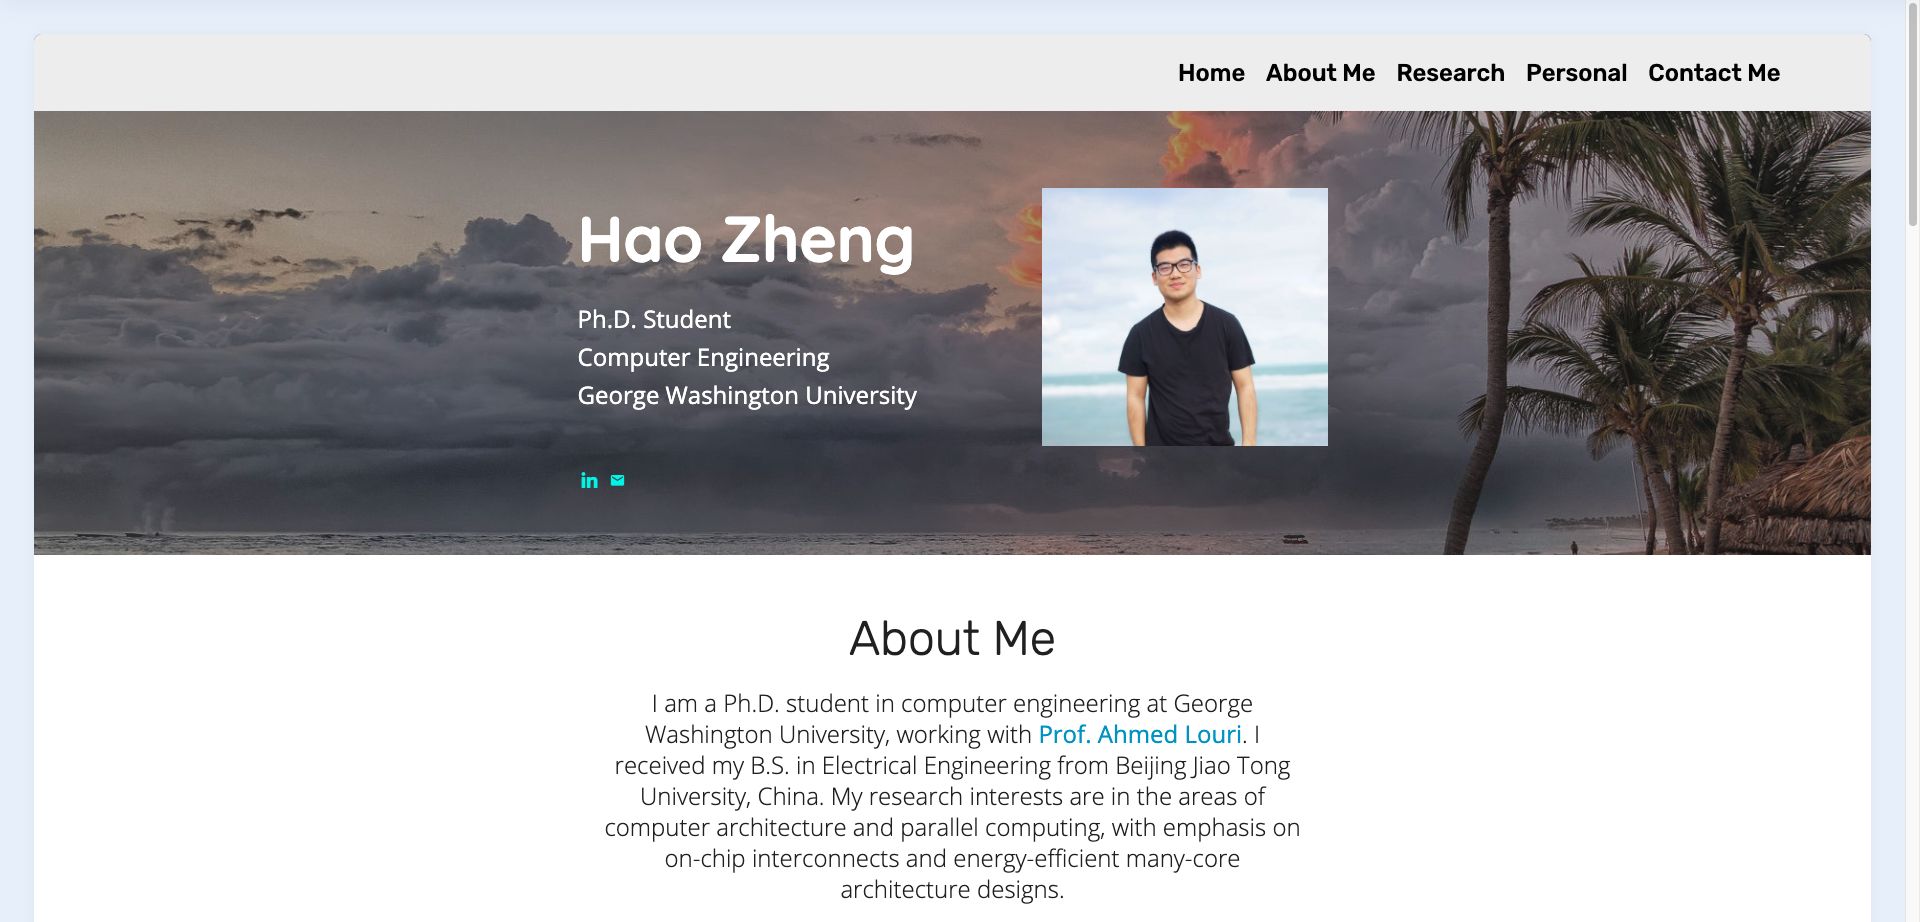 Home About Me Research Personal Contact Me
Hao Zheng
Ph.D. Student
Computer Engineering
George Washington University
in
About Me
I am a Ph.D. student in computer engineering at George
Washington University, working with Prof. Ahmed Louri. I
received my B.S. in Electrical Engineering from Beijing Jiao Tong
University, China. My research interests are in the areas of
computer architecture and parallel computing, with emphasis on
on-chip interconnects and energy-efficient many-core
architecture designs.